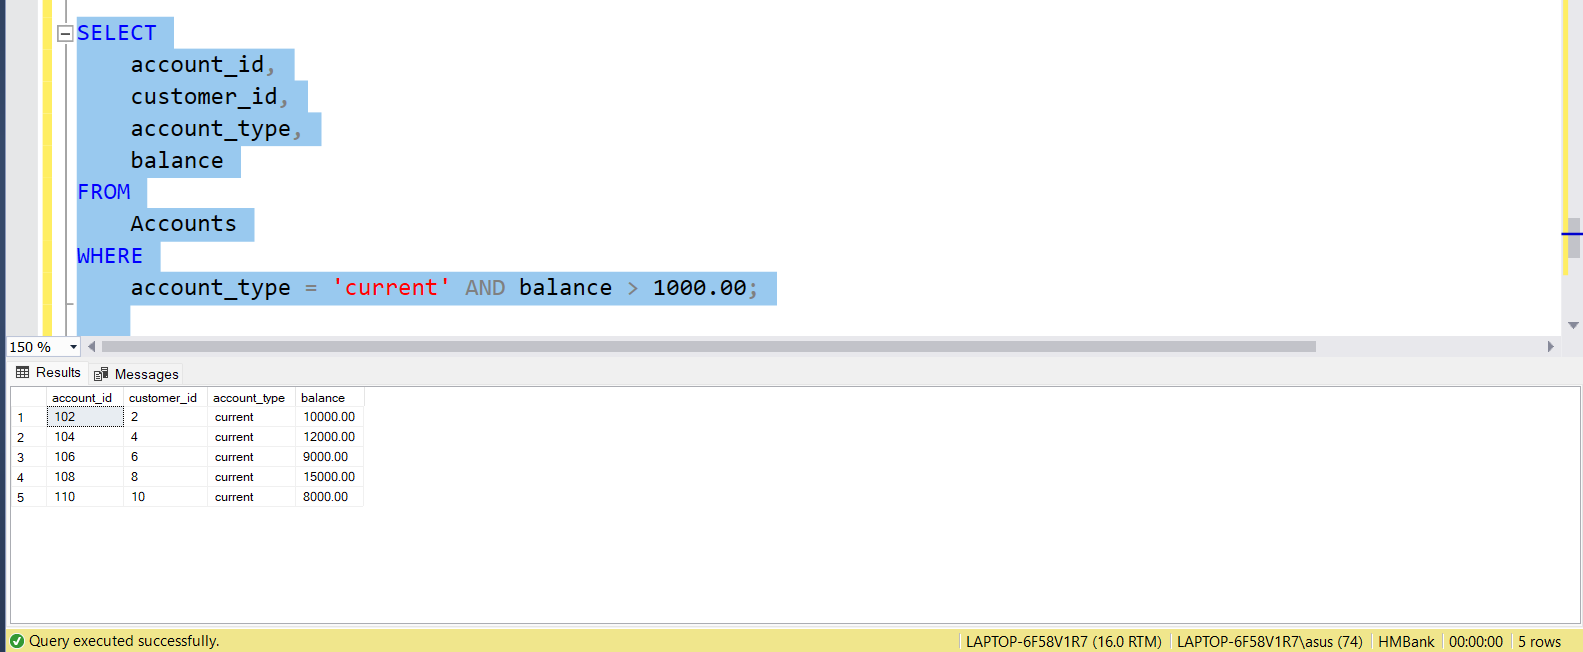 SELECT
account_id,
customer_id,
account_type,
balance
FROM
Accounts
WHERE
account_type = 'current' AND balance > 1000.00;
150 %
Results Messages
account_id customer_id account_type balance
1 102 2 current 10000.00
2 104 4 current 12000.00
3 106 6 current 9000.00
4 108 8 current 15000.00
5 110 10 current 8000.00
Query executed successfully. LAPTOP-6F58V1R7 (16.0 RTM) LAPTOP-6F58V1R7\asus (74) HMBank 00:00:00 5 rows